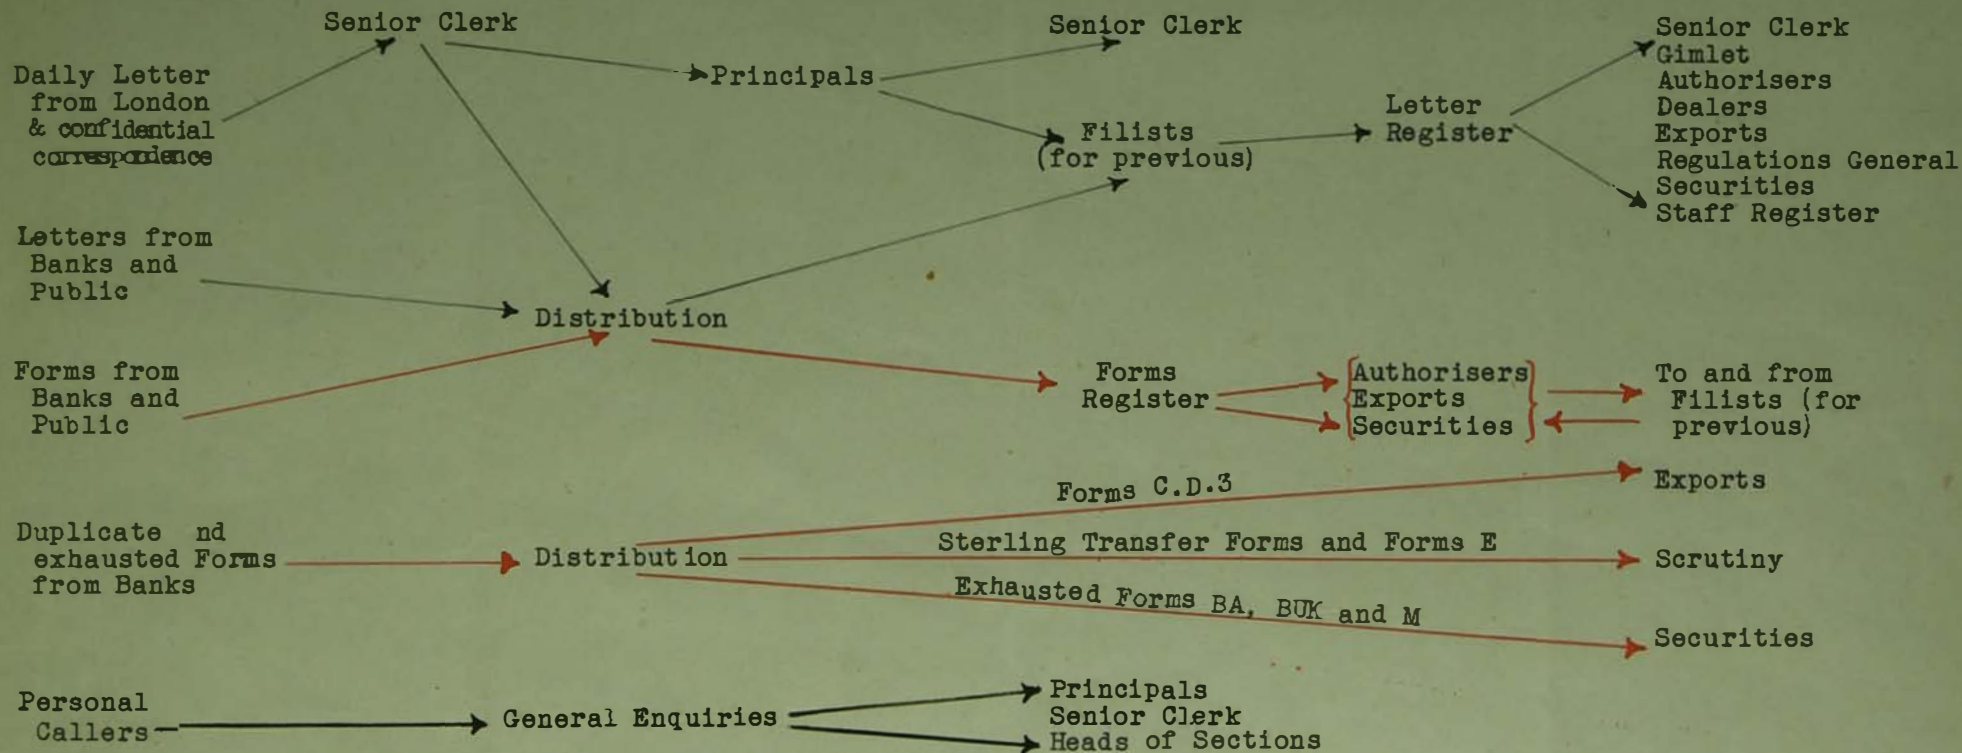 Senior Clerk
Senior Clerk
Senior Clerk
Gimlet
Authorisers
Dealers
Exports
Regulations General
Securities
Staff Register
Daily Letter
from London
& confidential
correspondence
Principals
Filists
(for previous)
Letter
Register
Letters from
Banks and
Public
Distribution
Forms from
Banks and
Public
Forms
Register
Authorisers
Exports
Securities
To and from
Filists (for
previous)
Duplicate nd
exhausted Forms
from Banks
Distribution
Forms C.D.3
Exports
Sterling Transfer Forms and Forms E
Scrutiny
Exhausted Forms BA, BUK and M
Securities
Personal
Callers
General Enquiries
Principals
Senior Clerk
Heads of Sections